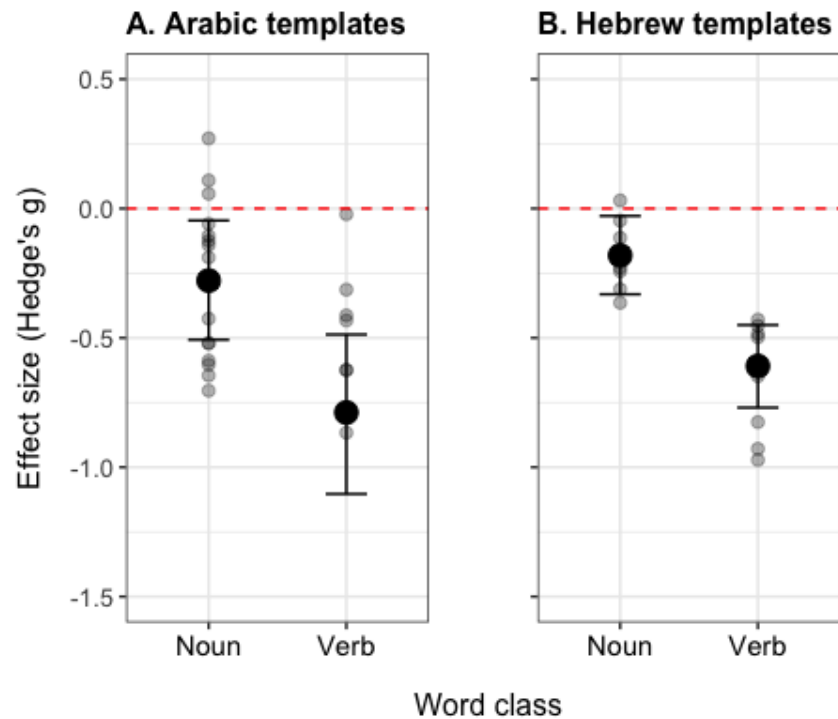 A. Arabic templates
B. Hebrew templates
Effect size (Hedge's g)
0.5
0.0
-0.5
-1.0
-1.5
Noun
Verb
Noun
Verb
Word class